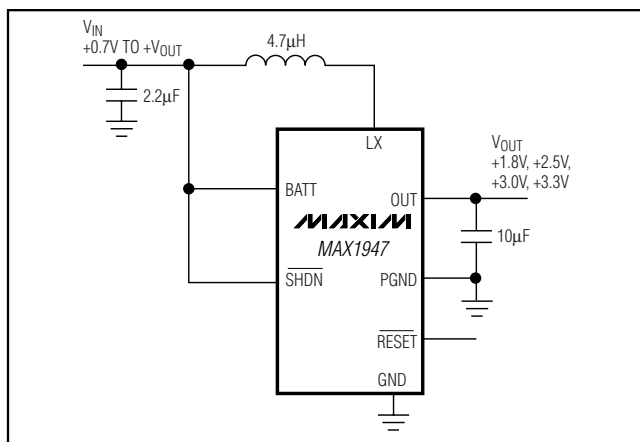 VIN
+0.7V TO +VOUT
4.7μH
2.2μF
LX
VOUT
+1.8V, +2.5V,
+3.0V, +3.3V
BATT
OUT
MAXIM
MAX1947
10μF
SHDN
PGND
RESET
GND